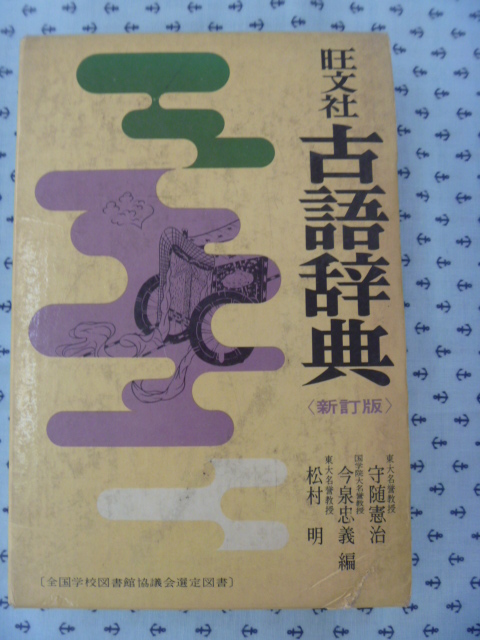 旺文社
古語辞典
〈新訂版〉
東大名誉教授
守随憲治
国学院大名誉教授
今泉忠義 編
東大名誉教授
松村 明
〔全国学校図書館協議会選定図書〕